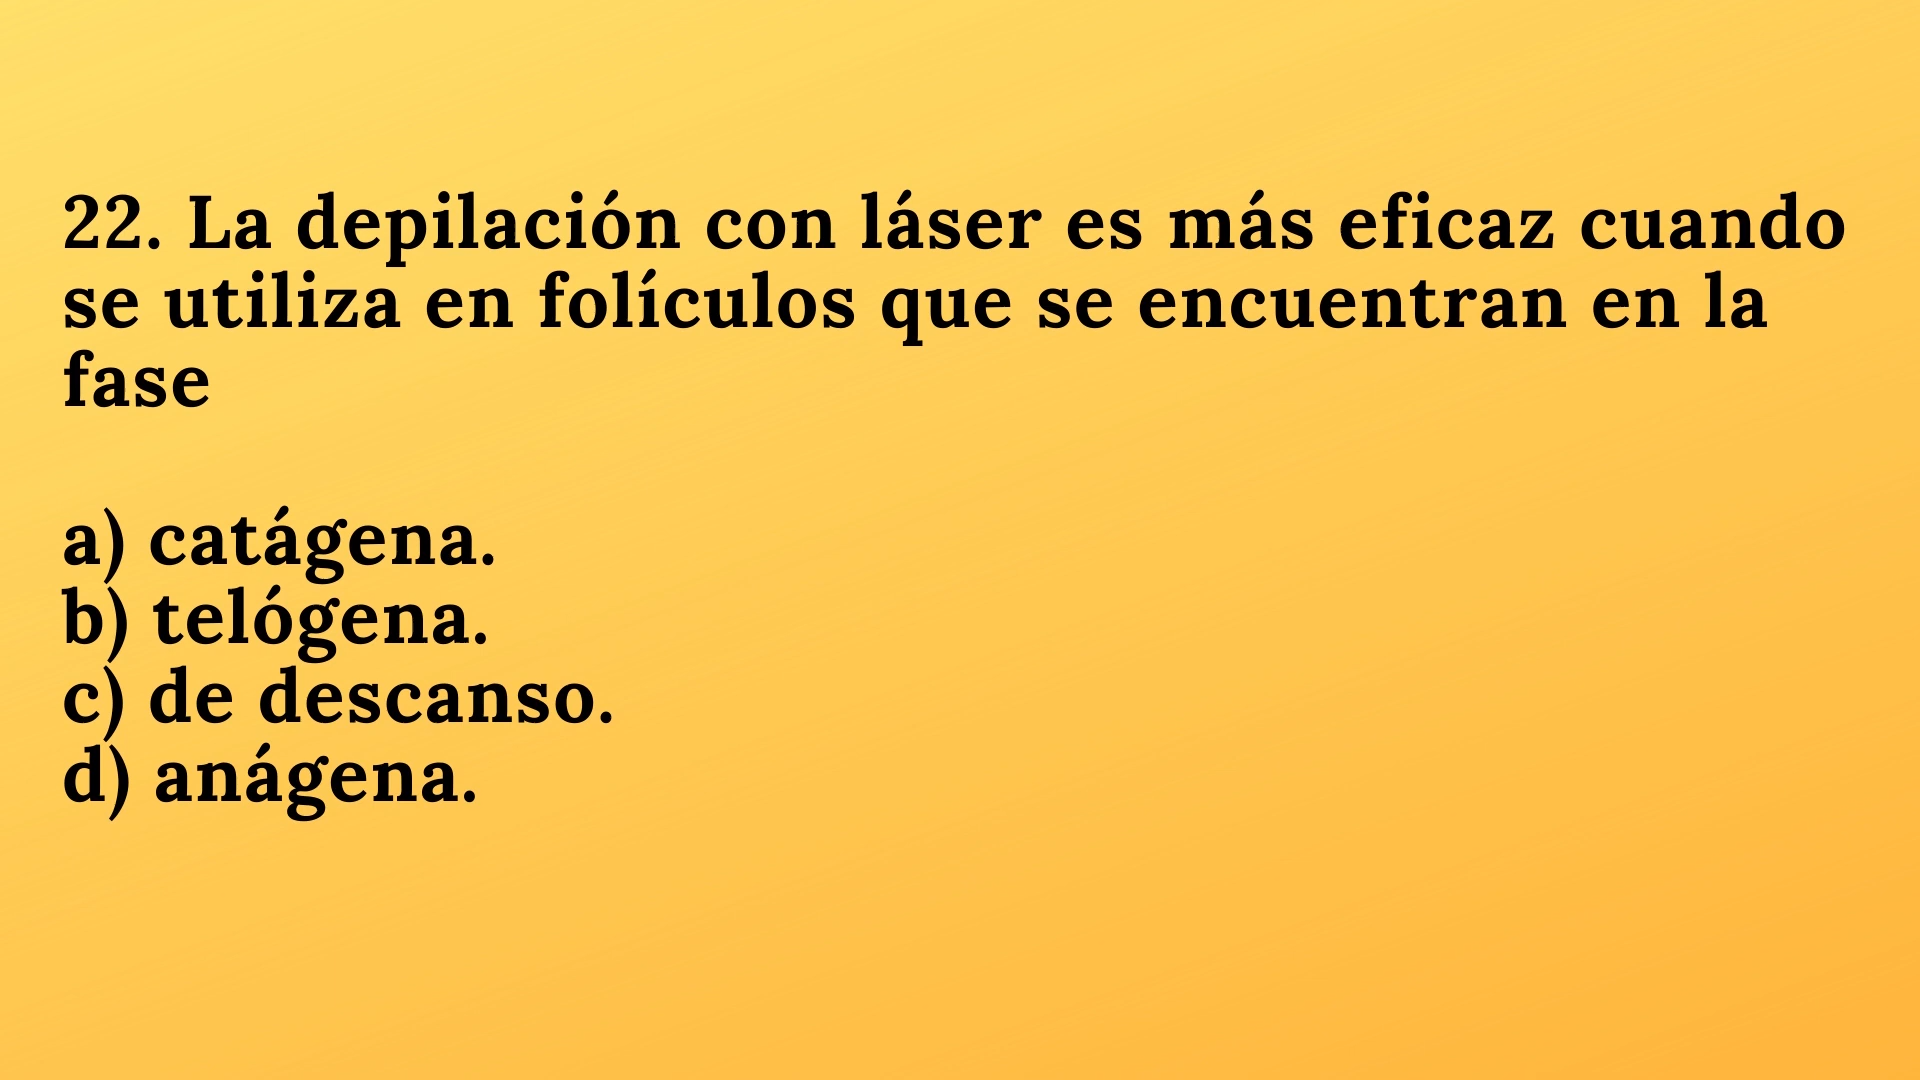 22. La depilación con láser es más eficaz cuando
se utiliza en folículos que se encuentran en la
fase
a) catágena.
b) telógena.
c) de descanso.
d) anágena.